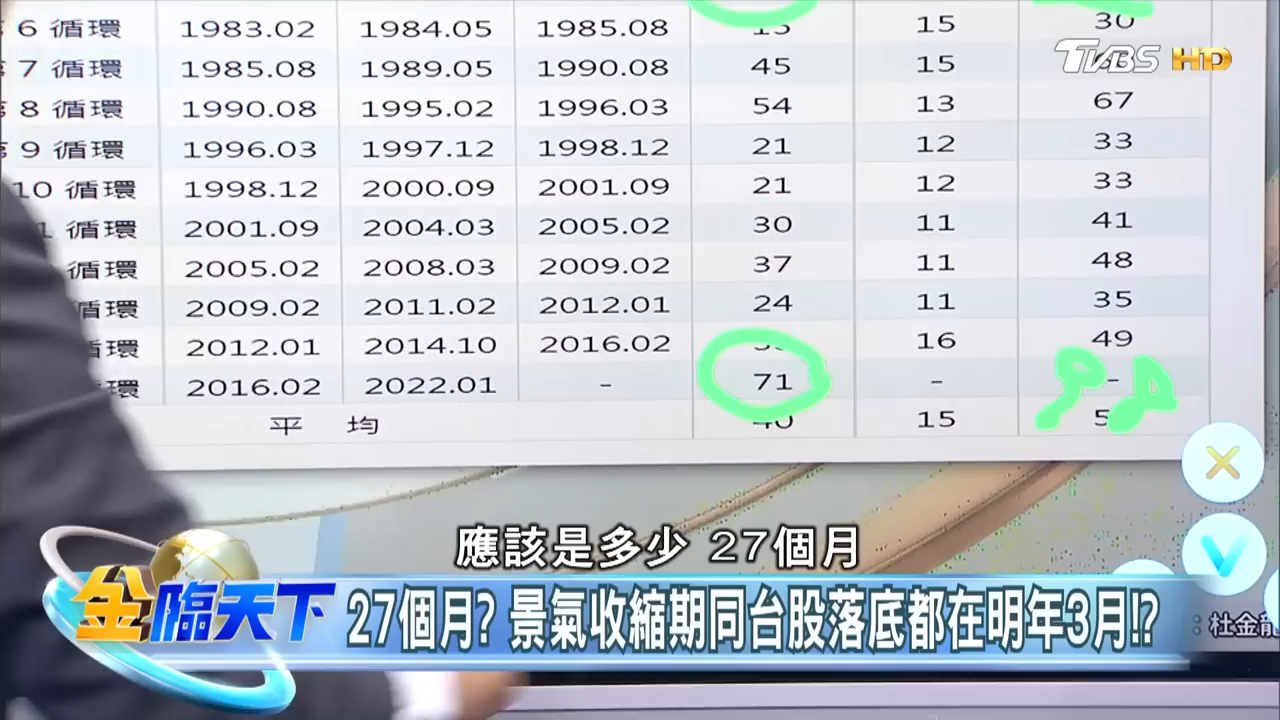 6 循環 1983.02 1984.05 1985.08 15 15 30
TVBS HD
7 循環 1985.08 1989.05 1990.08 45 15
8 循環 1990.08 1995.02 1996.03 54 13 67
9 循環 1996.03 1997.12 1998.12 21 12 33
10 循環 1998.12 2000.09 2001.09 21 12 33
1 循環 2001.09 2004.03 2005.02 30 11 41
循環 2005.02 2008.03 2009.02 37 11 48
循環 2009.02 2011.02 2012.01 24 11 35
循環 2012.01 2014.10 2016.02 16 49
環 2016.02 2022.01 - 71 - -
平 均 40 15 5
98
應該是多少 27個月
金臨天下
27個月? 景氣收縮期同台股落底都在明年3月!?
杜金龍